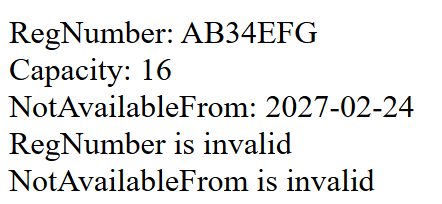 RegNumber: AB34EFG
Capacity: 16
NotAvailableFrom: 2027-02-24
RegNumber is invalid
NotAvailableFrom is invalid